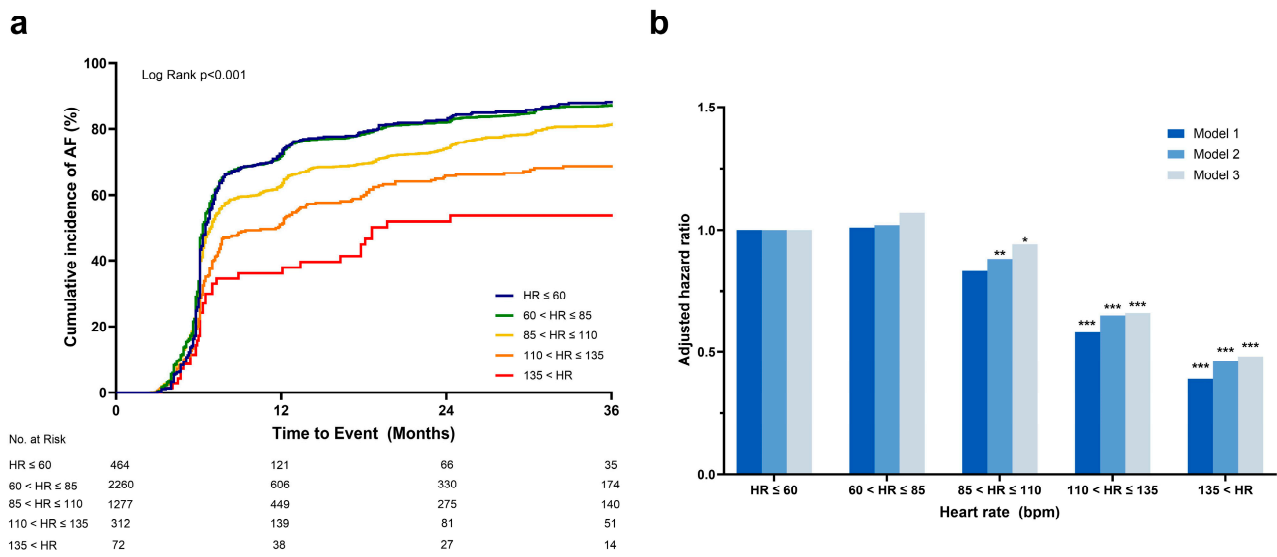 a
100
80
60
40
20
0
Cumulative incidence of AF (%)
Log Rank p<0.001
HR ≤ 60
60 < HR ≤ 85
85 < HR ≤ 110
110 < HR ≤ 135
135 < HR
0 12 24 36
Time to Event (Months)
No. at Risk
HR ≤ 60 464 121 66 35
60 < HR ≤ 85 2260 606 330 174
85 < HR ≤ 110 1277 449 275 140
110 < HR ≤ 135 312 139 81 51
135 < HR 72 38 27 14
b
1.5
1.0
0.5
0.0
Adjusted hazard ratio
Model 1
Model 2
Model 3
** *
*** *** ***
*** *** ***
HR ≤ 60 60 < HR ≤ 85 85 < HR ≤ 110 110 < HR ≤ 135 135 < HR
Heart rate (bpm)